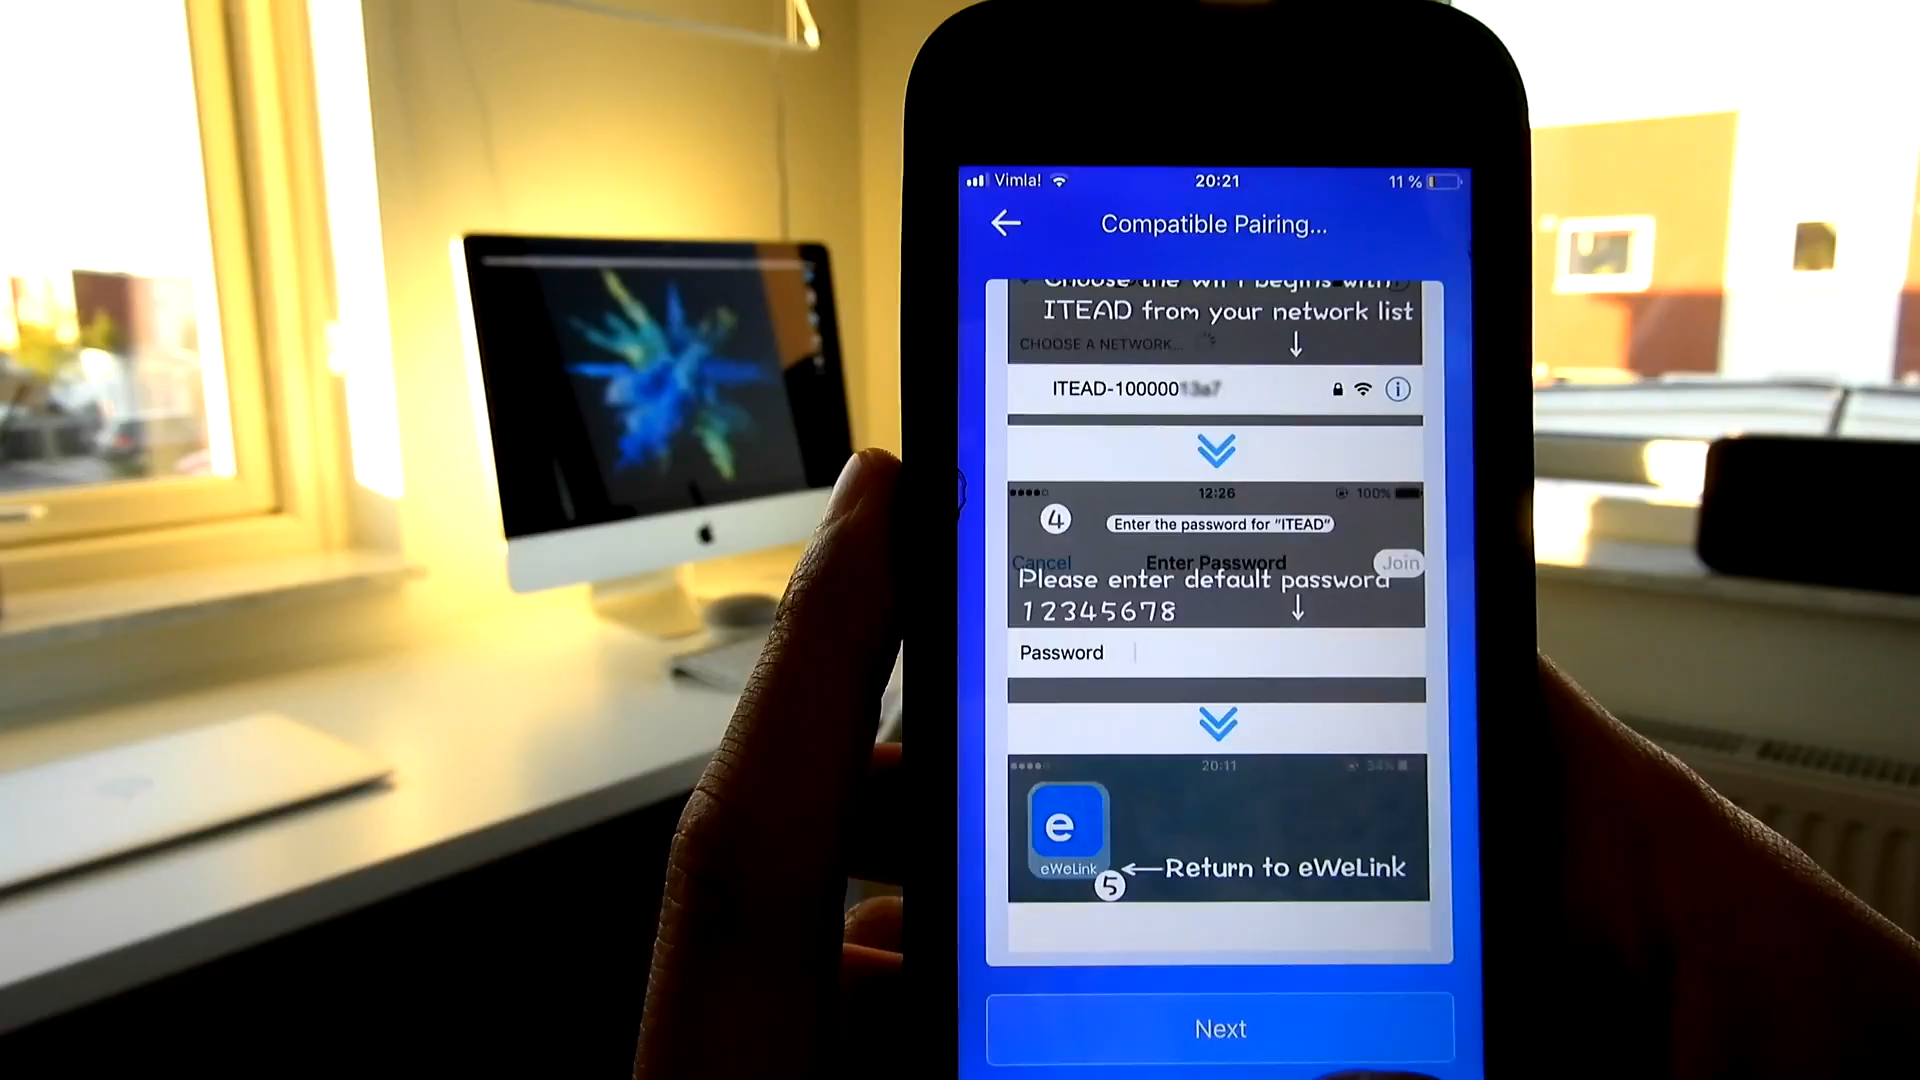 Vimla!
20:21
11 %
Compatible Pairing...
Choose the WiFi begins with
ITEAD from your network list
CHOOSE A NETWORK...
ITEAD-100000
12:26
100%
4
Enter the password for "ITEAD"
Cancel
Enter Password
Join
Please enter default password
12345678
Password
20:11
34%
e
eWeLink
5
Return to eWeLink
Next